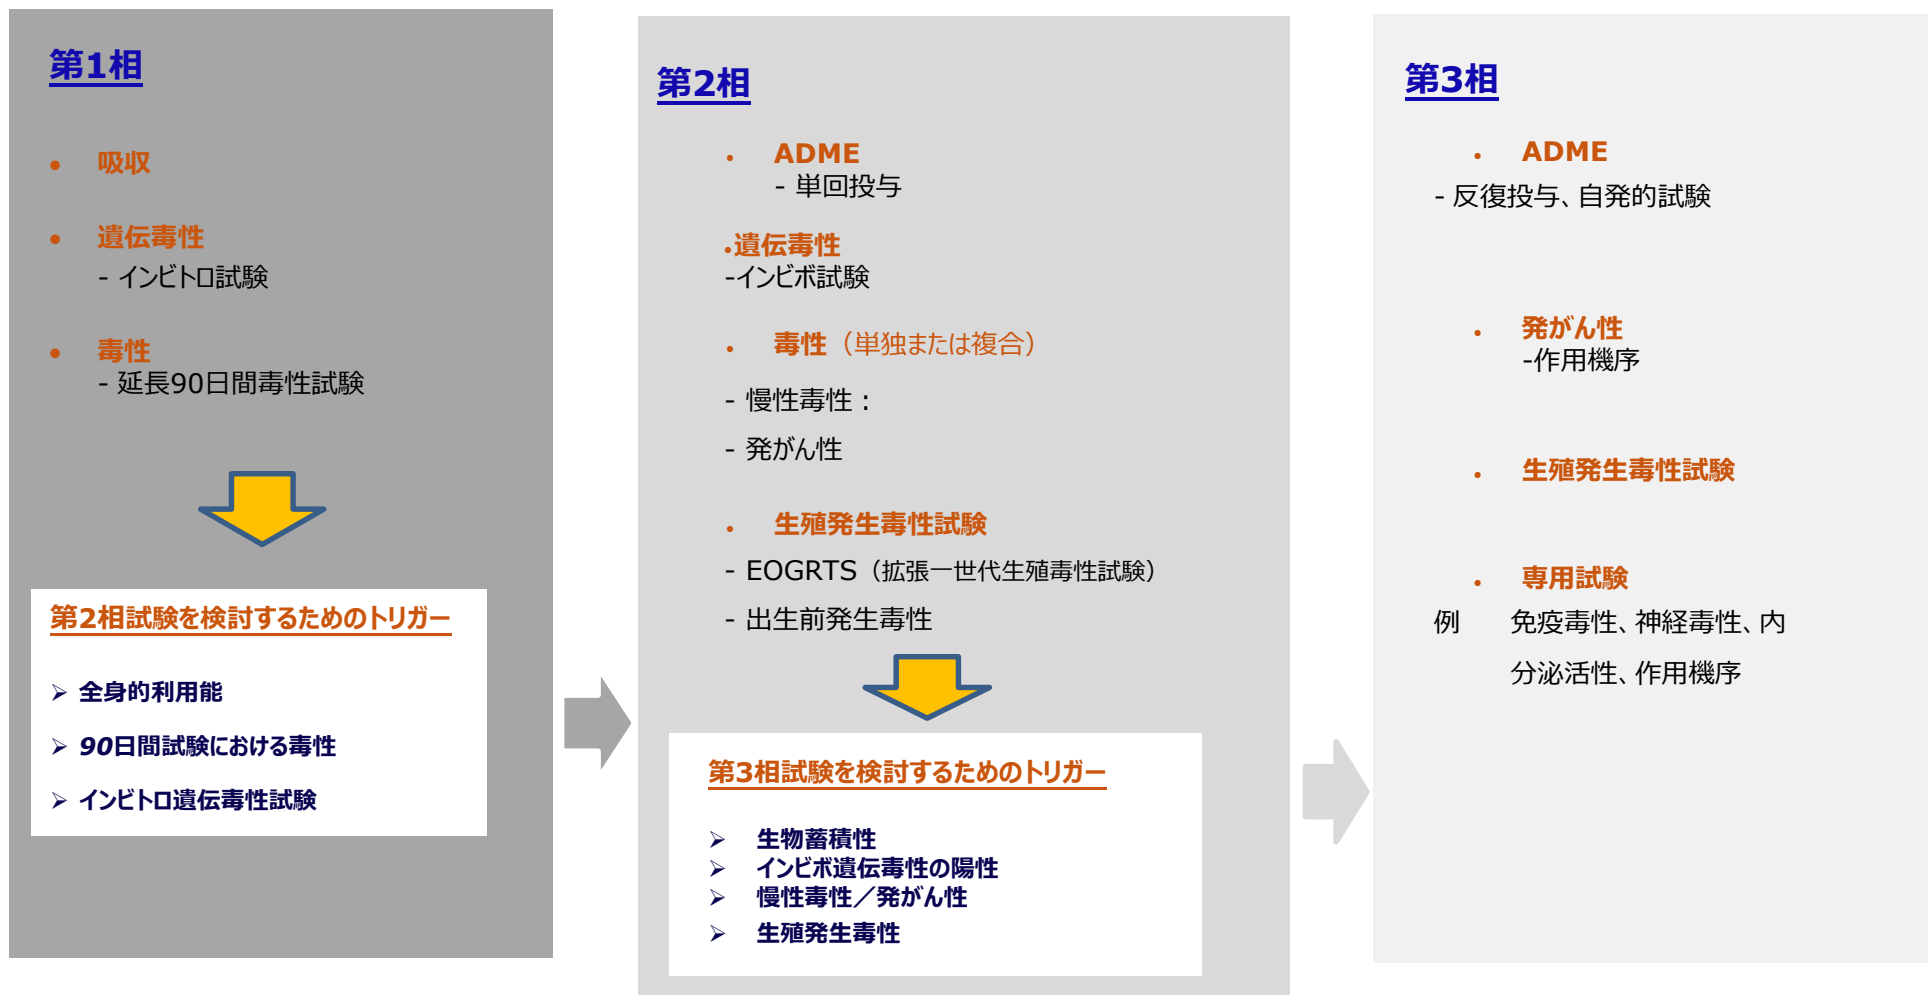 第1相
• 吸収
• 遺伝毒性
- インビトロ試験
• 毒性
- 延長90日間毒性試験
第2相試験を検討するためのトリガー
➢ 全身的利用能
➢ 90日間試験における毒性
➢ インビトロ遺伝毒性試験
第2相
• ADME
- 単回投与
•遺伝毒性
-インビボ試験
• 毒性（単独または複合）
- 慢性毒性：
- 発がん性
• 生殖発生毒性試験
- EOGRTS（拡張一世代生殖毒性試験）
- 出生前発生毒性
第3相試験を検討するためのトリガー
➢ 生物蓄積性
➢ インビボ遺伝毒性の陽性
➢ 慢性毒性／発がん性
➢ 生殖発生毒性
第3相
• ADME
- 反復投与、自発的試験
• 発がん性
-作用機序
• 生殖発生毒性試験
• 専用試験
例 免疫毒性、神経毒性、内
分泌活性、作用機序